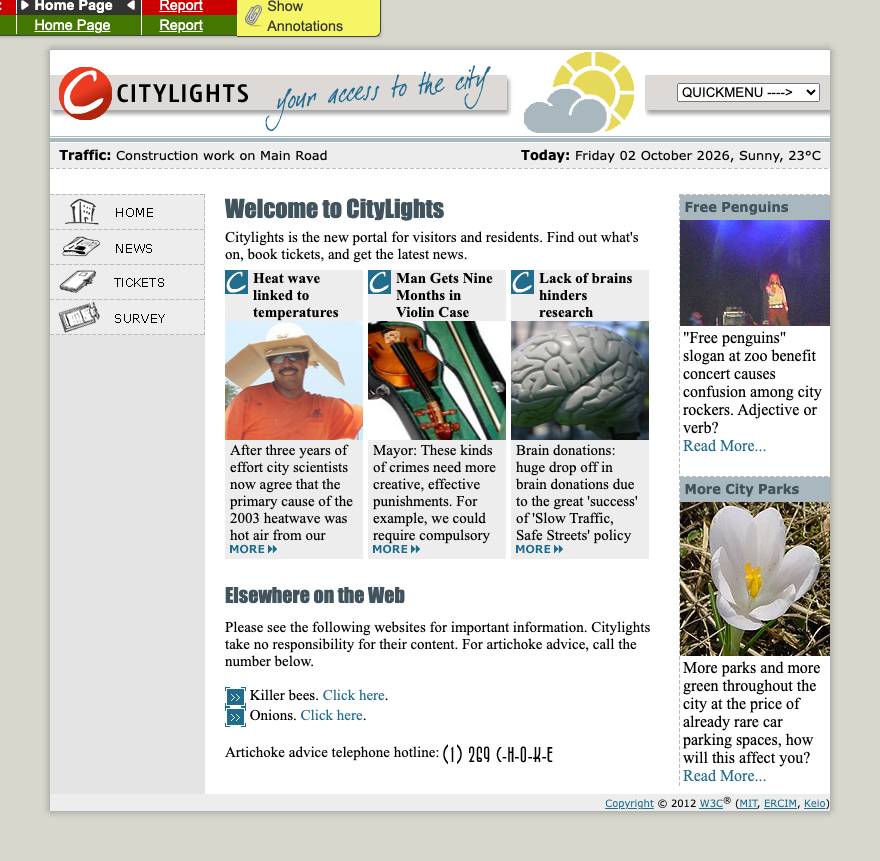 Home Page
Report
Home Page
Report
Show
Annotations
CITYLIGHTS
your access to the city
QUICKMENU ---->
Traffic: Construction work on Main Road
Today: Friday 02 October 2026, Sunny, 23°C
HOME
NEWS
TICKETS
SURVEY
Welcome to CityLights
Citylights is the new portal for visitors and residents. Find out what's
on, book tickets, and get the latest news.
Heat wave
linked to
temperatures
After three years of
effort city scientists
now agree that the
primary cause of the
2003 heatwave was
hot air from our
MORE
Man Gets Nine
Months in
Violin Case
Mayor: These kinds
of crimes need more
creative, effective
punishments. For
example, we could
require compulsory
MORE
Lack of brains
hinders
research
Brain donations:
huge drop off in
brain donations due
to the great 'success'
of 'Slow Traffic,
Safe Streets' policy
MORE
Elsewhere on the Web
Please see the following websites for important information. Citylights
take no responsibility for their content. For artichoke advice, call the
number below.
Killer bees. Click here.
Onions. Click here.
Artichoke advice telephone hotline: (1) 269 C-H-O-K-E
Free Penguins
"Free penguins"
slogan at zoo benefit
concert causes
confusion among city
rockers. Adjective or
verb?
Read More...
More City Parks
More parks and more
green throughout the
city at the price of
already rare car
parking spaces, how
will this affect you?
Read More...
Copyright © 2012 W3C® (MIT, ERCIM, Keio)